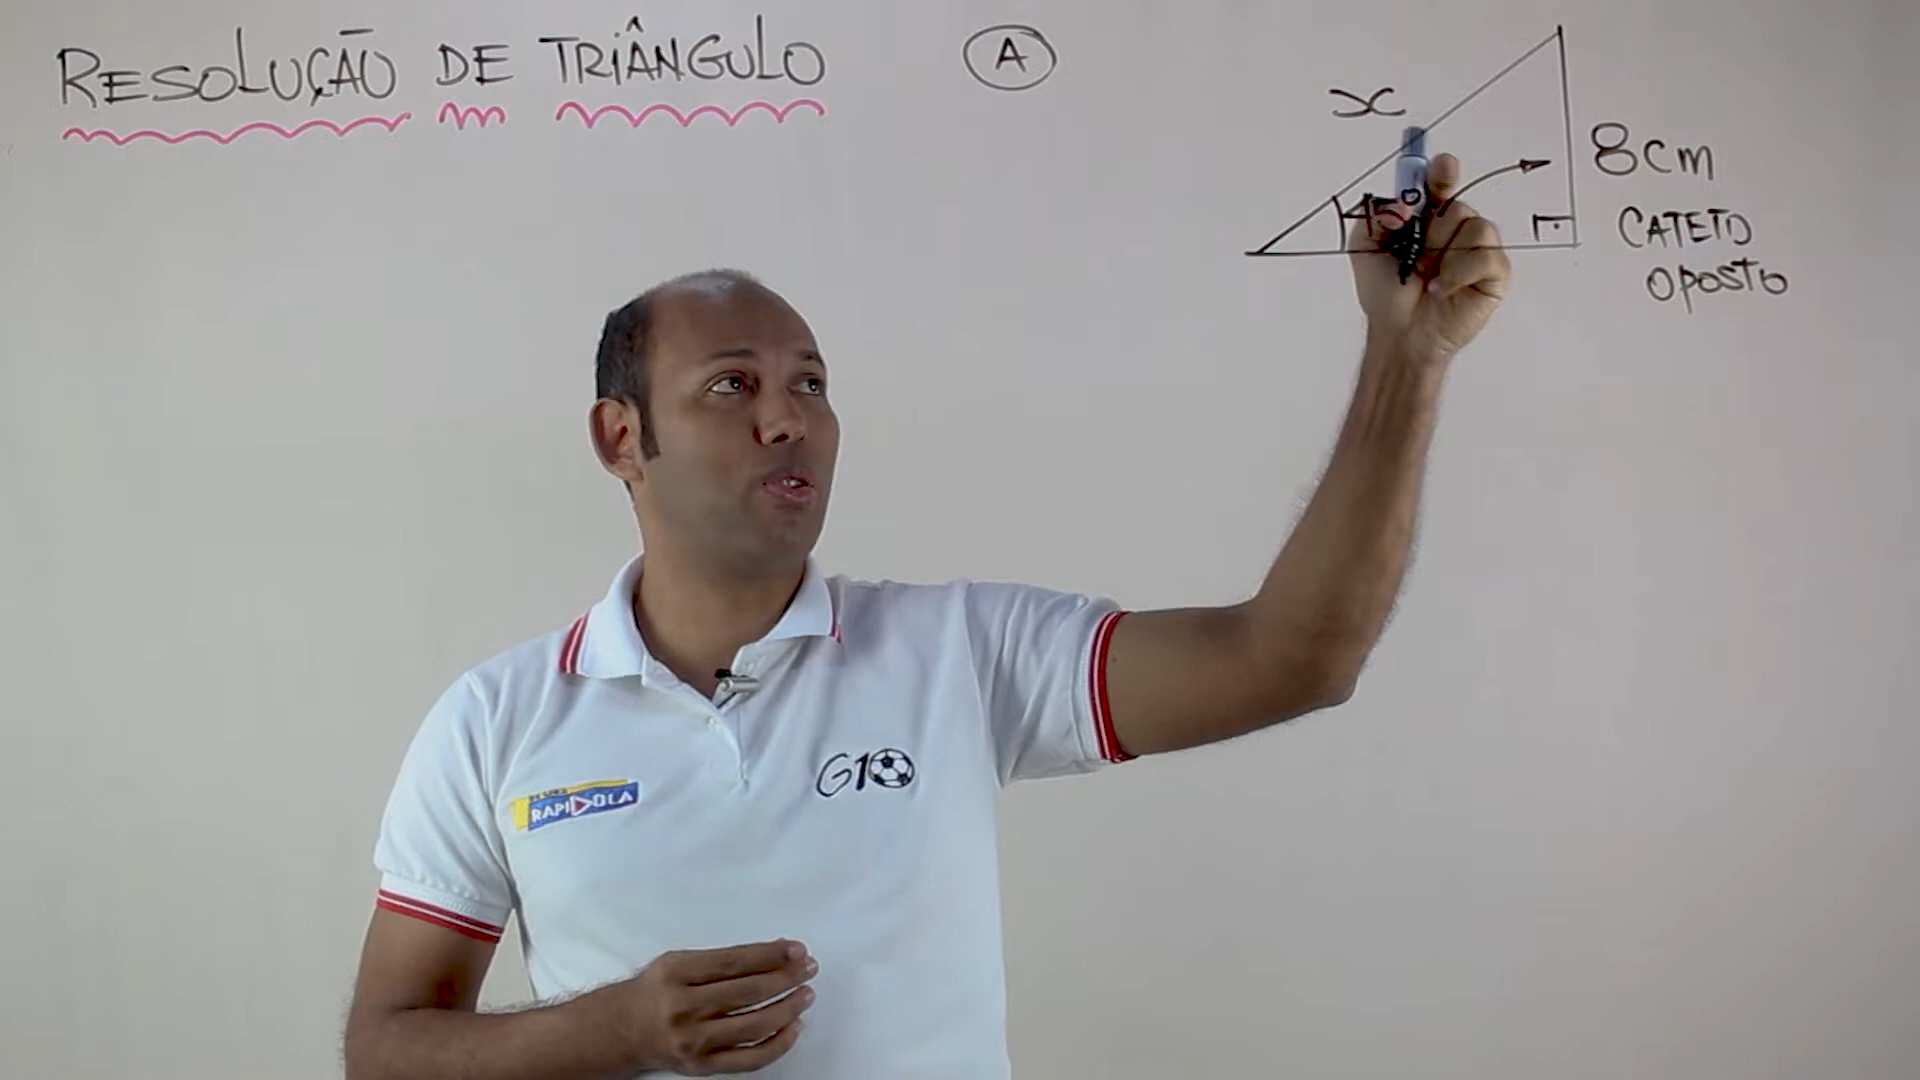 RESOLUÇÃO DE TRIÂNGULO
A
x
8cm
45°
CATETO
OPOSTO
RAPIDOLA
G10